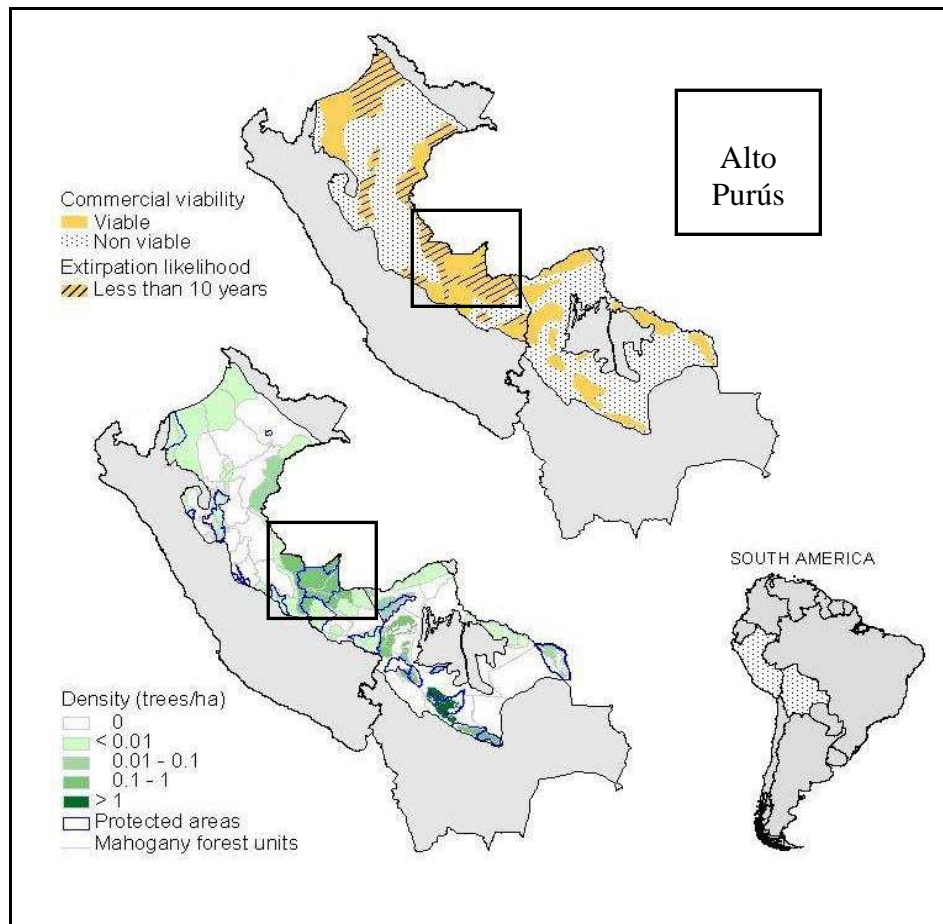 Alto
Purús
Commercial viability
Viable
Non viable
Extirpation likelihood
Less than 10 years
SOUTH AMERICA
Density (trees/ha)
0
< 0.01
0.01 - 0.1
0.1 - 1
> 1
Protected areas
Mahogany forest units